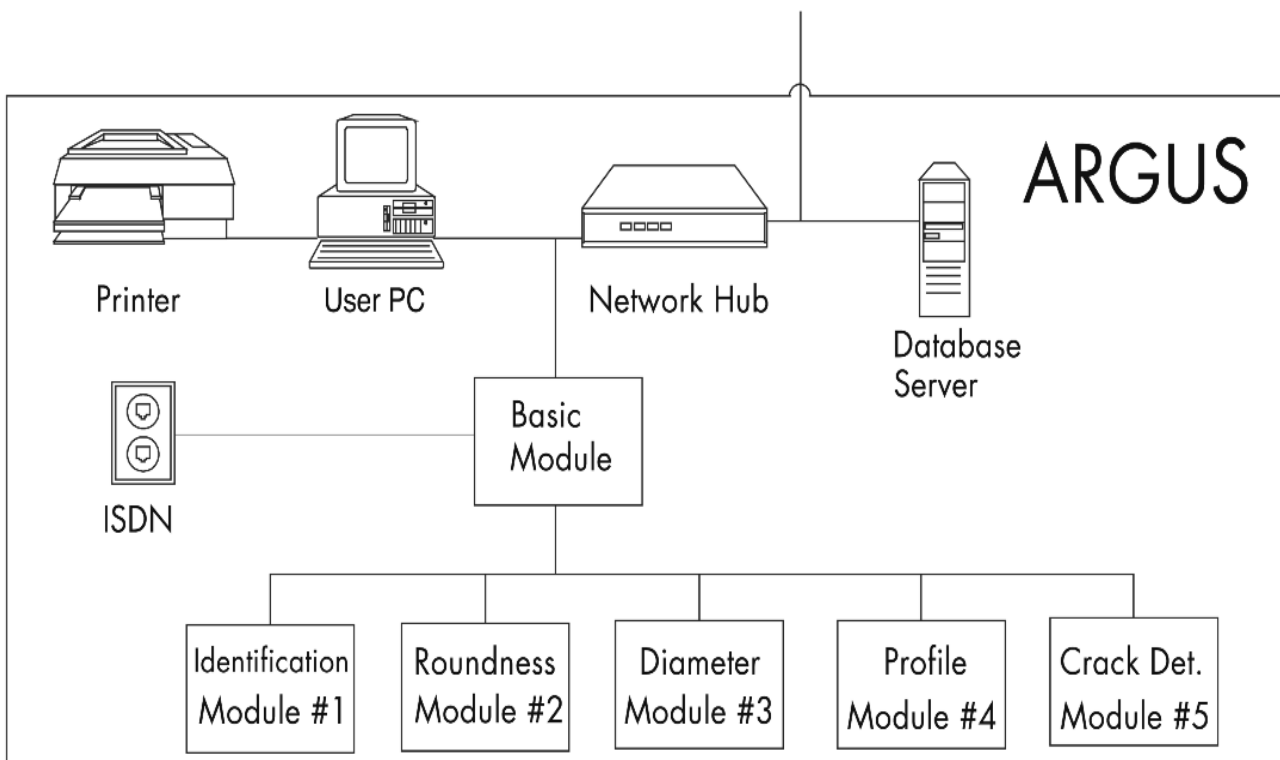 ARGUS
Printer
User PC
Network Hub
Database
Server
Basic
Module
ISDN
Identification
Module #1
Roundness
Module #2
Diameter
Module #3
Profile
Module #4
Crack Det.
Module #5